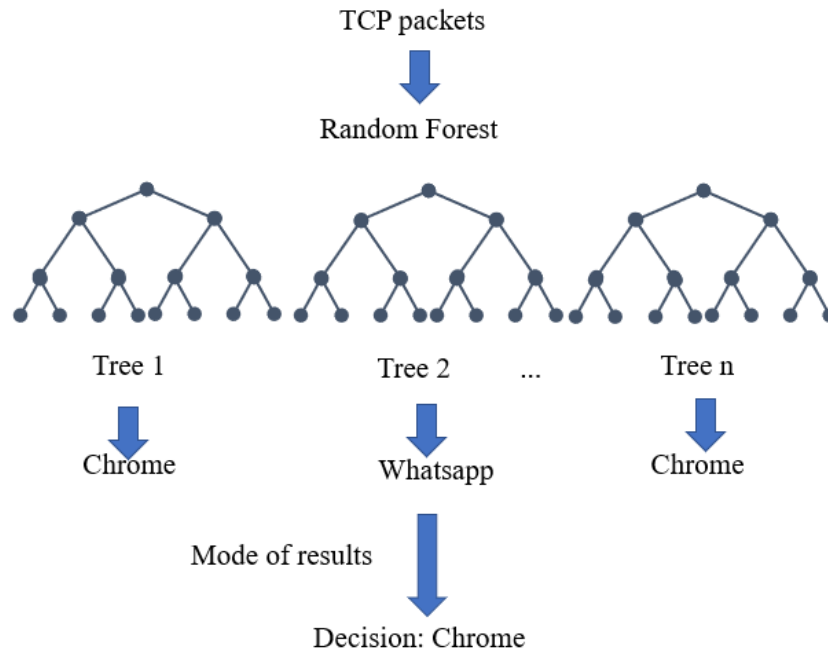 TCP packets
Random Forest
Tree 1
Tree 2
...
Tree n
Chrome
Whatsapp
Chrome
Mode of results
Decision: Chrome